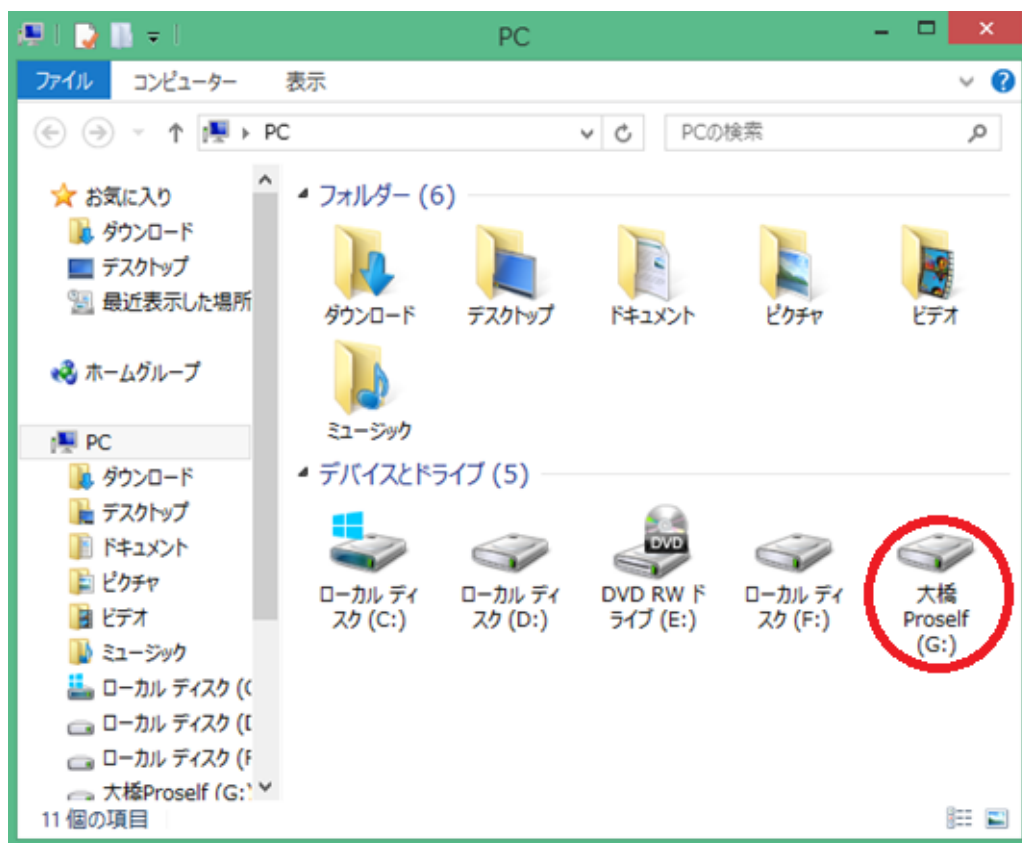 PC
ファイル コンピューター 表示
PC PCの検索
お気に入り
ダウンロード
デスクトップ
最近表示した場所
ホームグループ
PC
ダウンロード
デスクトップ
ドキュメント
ピクチャ
ビデオ
ミュージック
ローカル ディスク (C
ローカル ディスク (D
ローカル ディスク (F
大橋Proself (G:)
フォルダー (6)
ダウンロード
デスクトップ
ドキュメント
ピクチャ
ビデオ
ミュージック
デバイスとドライブ (5)
ローカル ディ
スク (C:)
ローカル ディ
スク (D:)
DVD
DVD RW ド
ライブ (E:)
ローカル ディ
スク (F:)
大橋
Proself
(G:)
11 個の項目